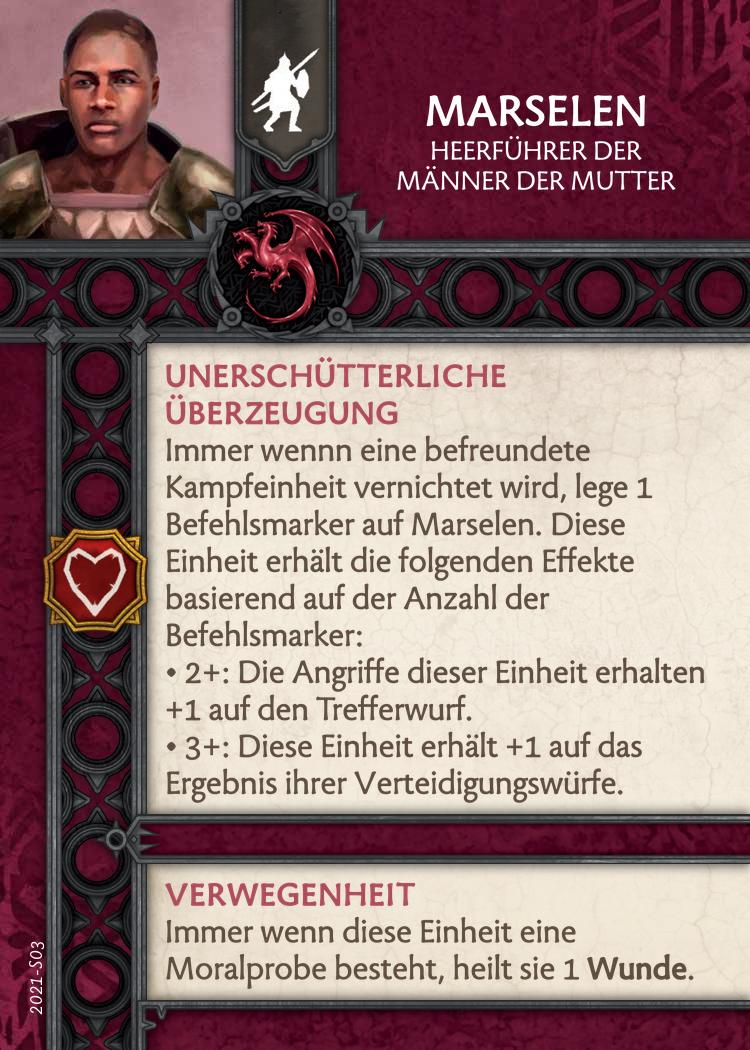 MARSELEN
HEERFÜHRER DER
MÄNNER DER MUTTER
UNERSCHÜTTERLICHE
ÜBERZEUGUNG
Immer wennn eine befreundete
Kampfeinheit vernichtet wird, lege 1
Befehlsmarker auf Marselen. Diese
Einheit erhält die folgenden Effekte
basierend auf der Anzahl der
Befehlsmarker:
• 2+: Die Angriffe dieser Einheit erhalten
+1 auf den Trefferwurf.
• 3+: Diese Einheit erhält +1 auf das
Ergebnis ihrer Verteidigungswürfe.
VERWEGENHEIT
Immer wenn diese Einheit eine
Moralprobe besteht, heilt sie 1 Wunde.
2021-S03